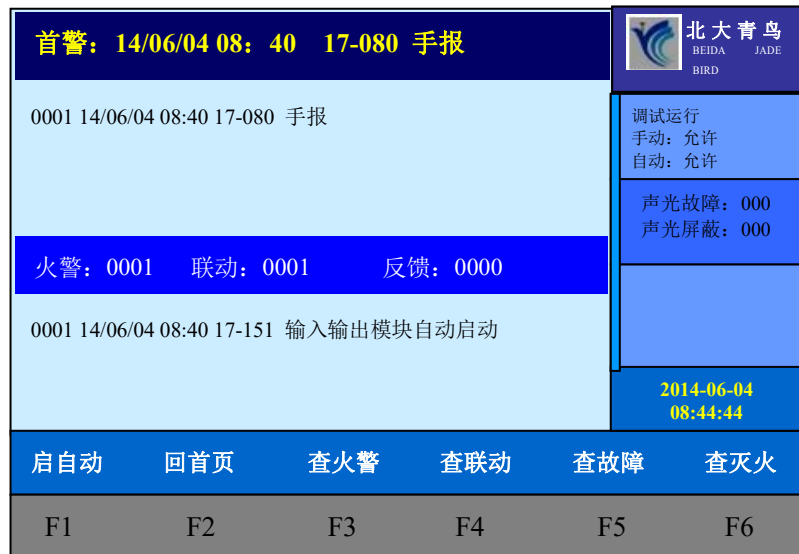 首警：14/06/04 08：40 17-080 手报
北大青鸟
BEIDA JADE
BIRD
0001 14/06/04 08:40 17-080 手报
调试运行
手动：允许
自动：允许
声光故障：000
声光屏蔽：000
火警：0001 联动：0001 反馈：0000
0001 14/06/04 08:40 17-151 输入输出模块自动启动
2014-06-04
08:44:44
启自动 回首页 查火警 查联动 查故障 查灭火
F1 F2 F3 F4 F5 F6